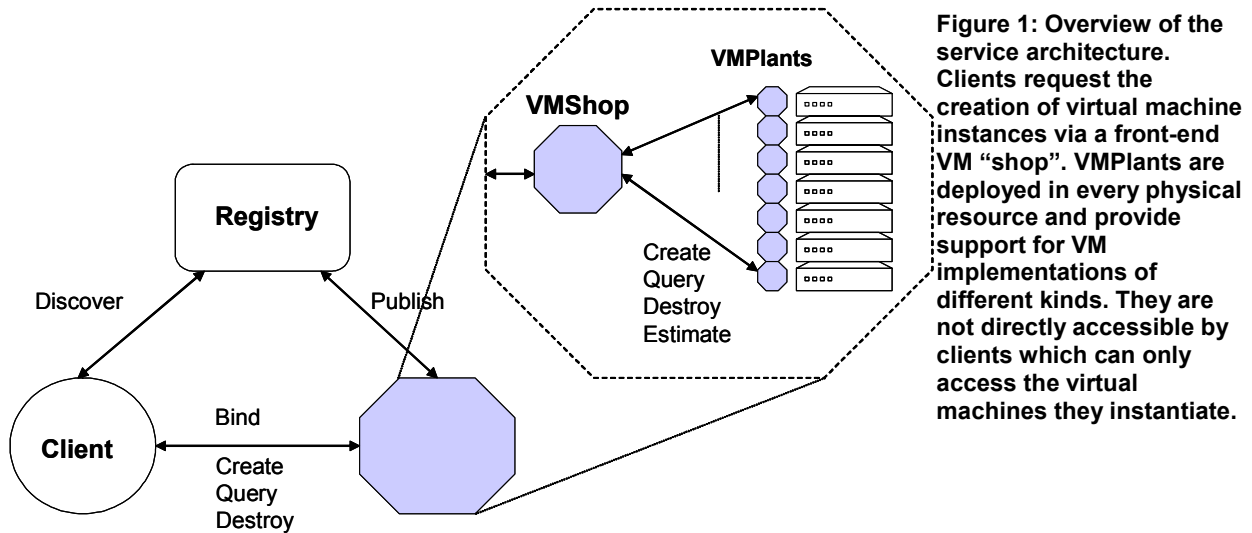 VMPlants
VMShop
Create
Query
Destroy
Estimate
Registry
Discover
Publish
Client
Bind
Create
Query
Destroy
Figure 1: Overview of the
service architecture.
Clients request the
creation of virtual machine
instances via a front-end
VM “shop”. VMPlants are
deployed in every physical
resource and provide
support for VM
implementations of
different kinds. They are
not directly accessible by
clients which can only
access the virtual
machines they instantiate.